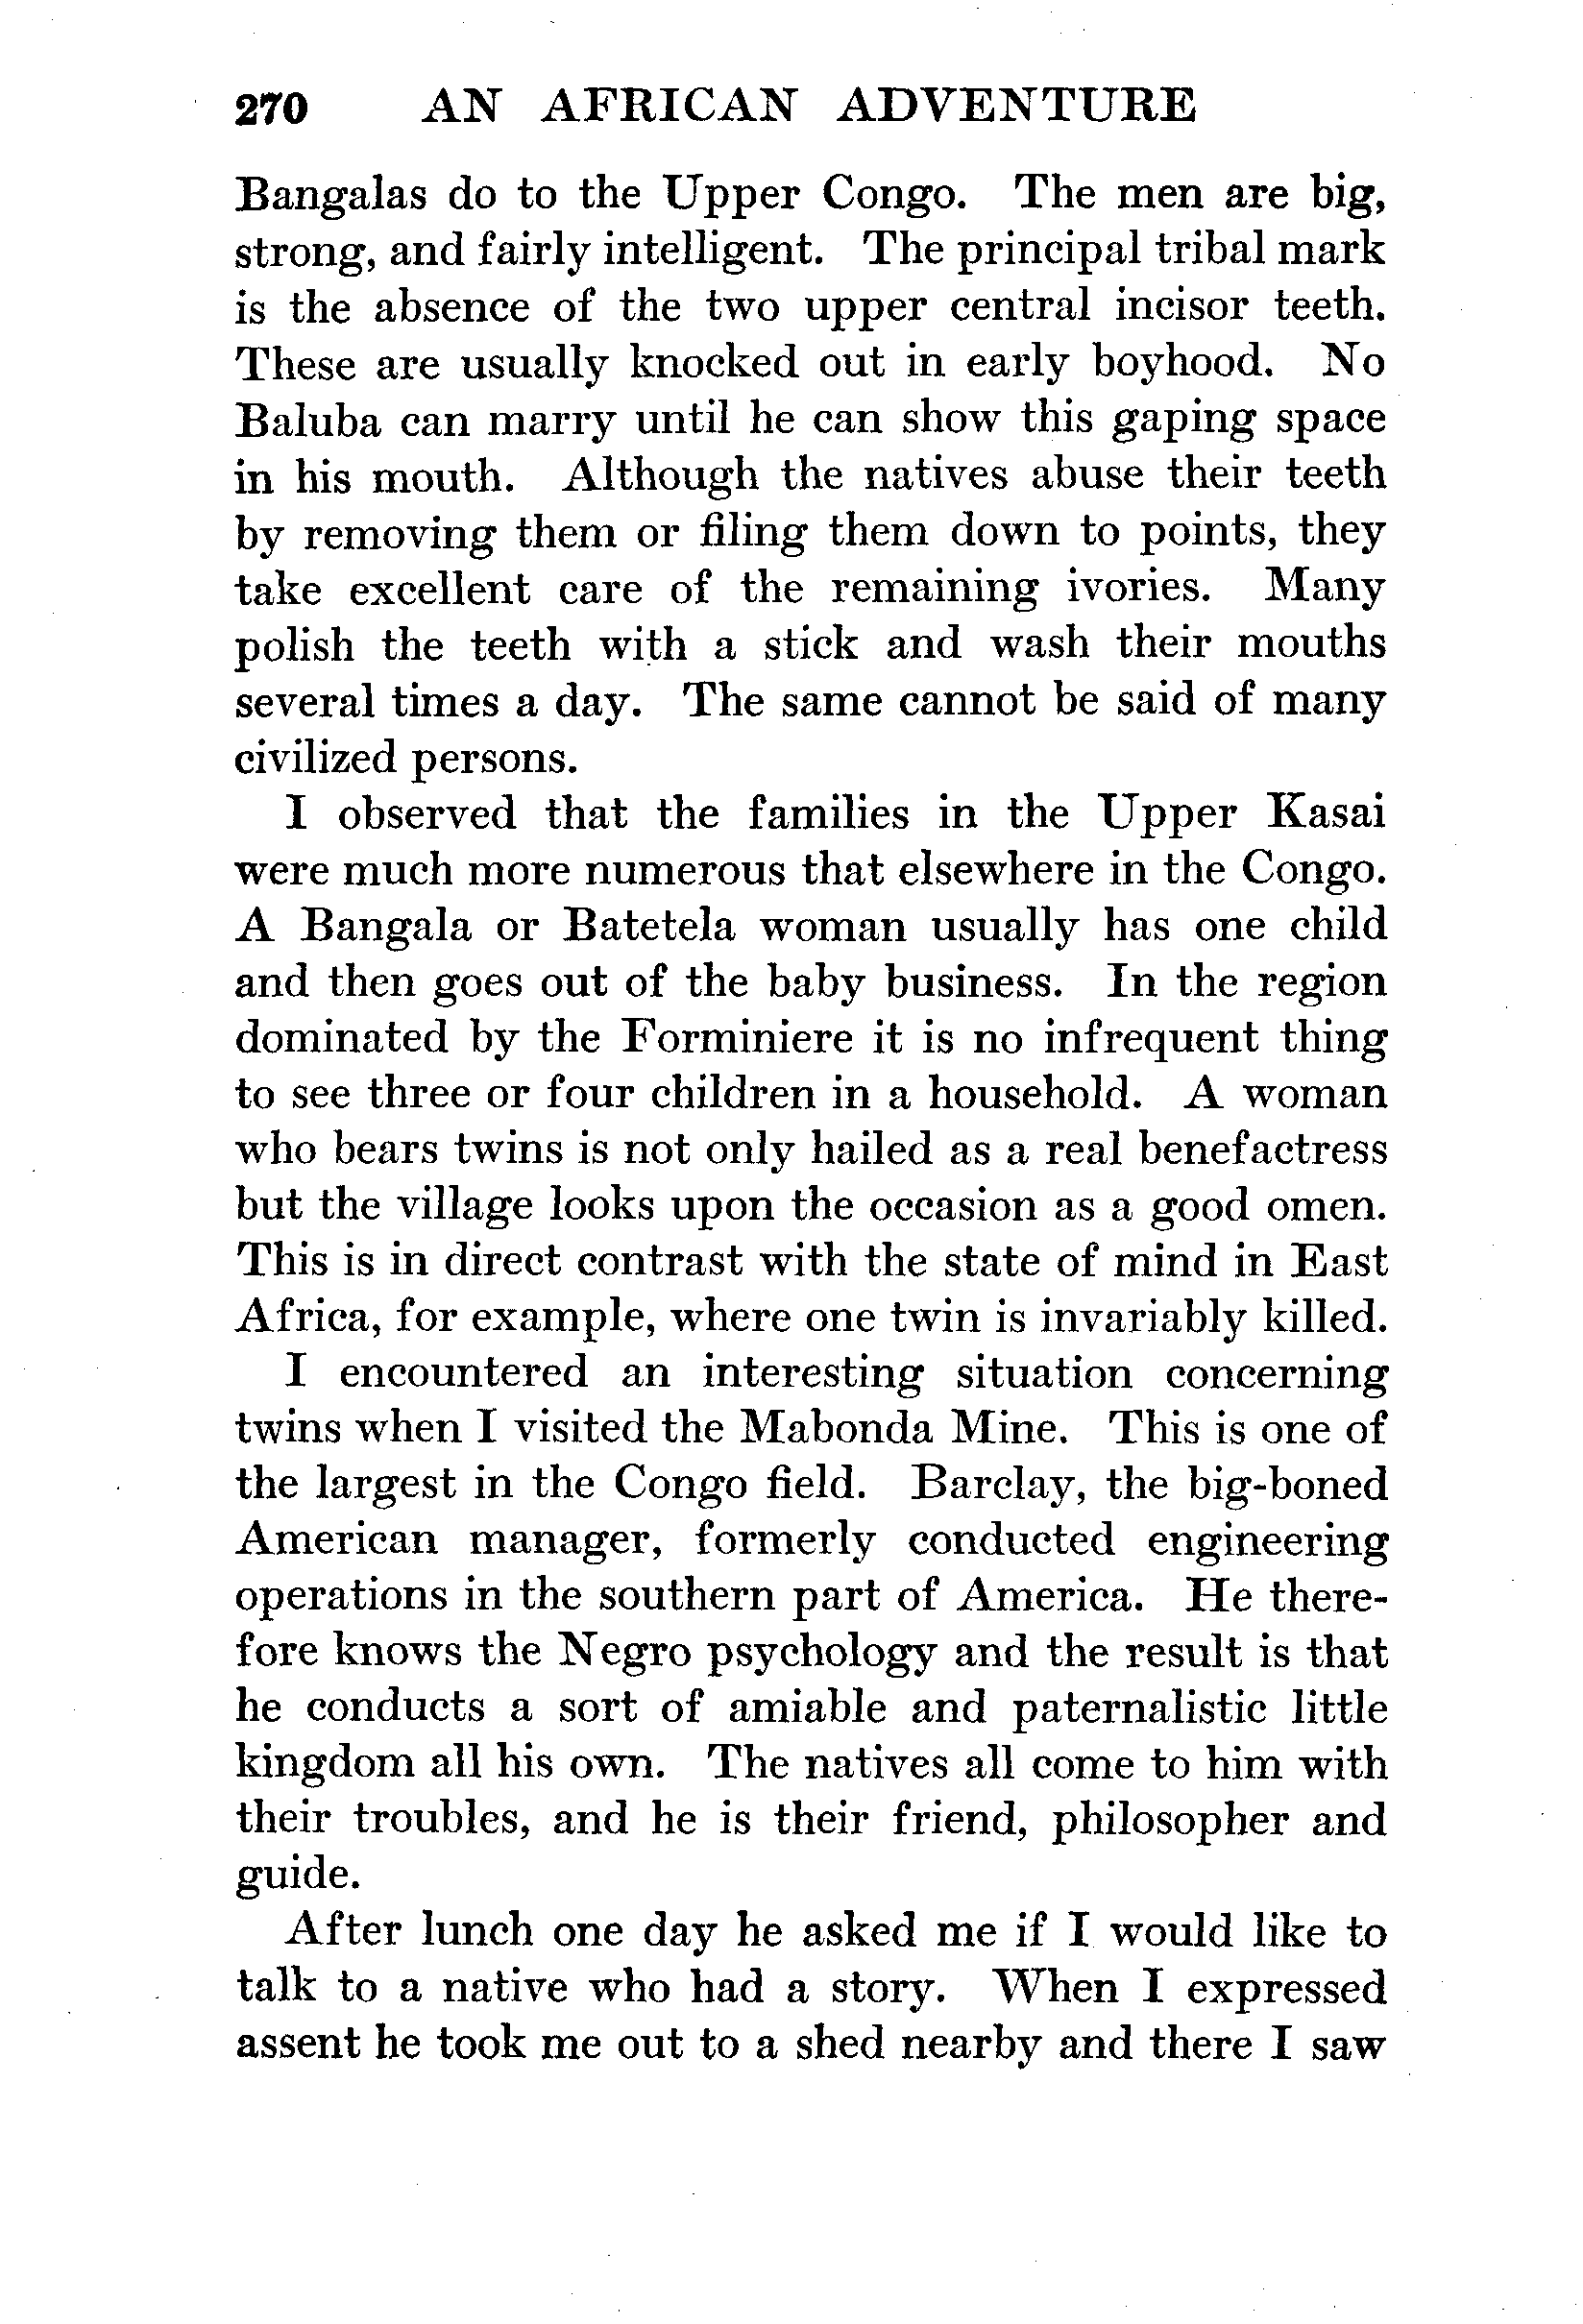 270 AN AFRICAN ADVENTURE
Bangalas do to the Upper Congo. The men are big,
strong, and fairly intelligent. The principal tribal mark
is the absence of the two upper central incisor teeth.
These are usually knocked out in early boyhood. No
Baluba can marry until he can show this gaping space
in his mouth. Although the natives abuse their teeth
by removing them or filing them down to points, they
take excellent care of the remaining ivories. Many
polish the teeth with a stick and wash their mouths
several times a day. The same cannot be said of many
civilized persons.
I observed that the families in the Upper Kasai
were much more numerous that elsewhere in the Congo.
A Bangala or Batetela woman usually has one child
and then goes out of the baby business. In the region
dominated by the Forminiere it is no infrequent thing
to see three or four children in a household. A woman
who bears twins is not only hailed as a real benefactress
but the village looks upon the occasion as a good omen.
This is in direct contrast with the state of mind in East
Africa, for example, where one twin is invariably killed.
I encountered an interesting situation concerning
twins when I visited the Mabonda Mine. This is one of
the largest in the Congo field. Barclay, the big-boned
American manager, formerly conducted engineering
operations in the southern part of America. He there-
fore knows the Negro psychology and the result is that
he conducts a sort of amiable and paternalistic little
kingdom all his own. The natives all come to him with
their troubles, and he is their friend, philosopher and
guide.
After lunch one day he asked me if I would like to
talk to a native who had a story. When I expressed
assent he took me out to a shed nearby and there I saw